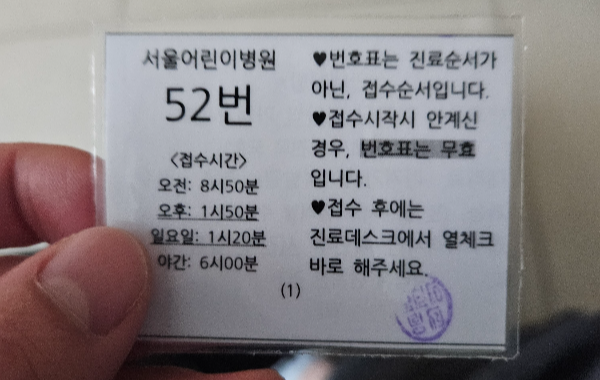 서울어린이병원
52번
<접수시간>
오전: 8시50분
오후: 1시50분
일요일: 1시20분
야간: 6시00분
♥번호표는 진료순서가
아닌, 접수순서입니다.
♥접수시작시 안계신
경우, 번호표는 무효
입니다.
♥접수 후에는
진료데스크에서 열체크
바로 해주세요.
(1)